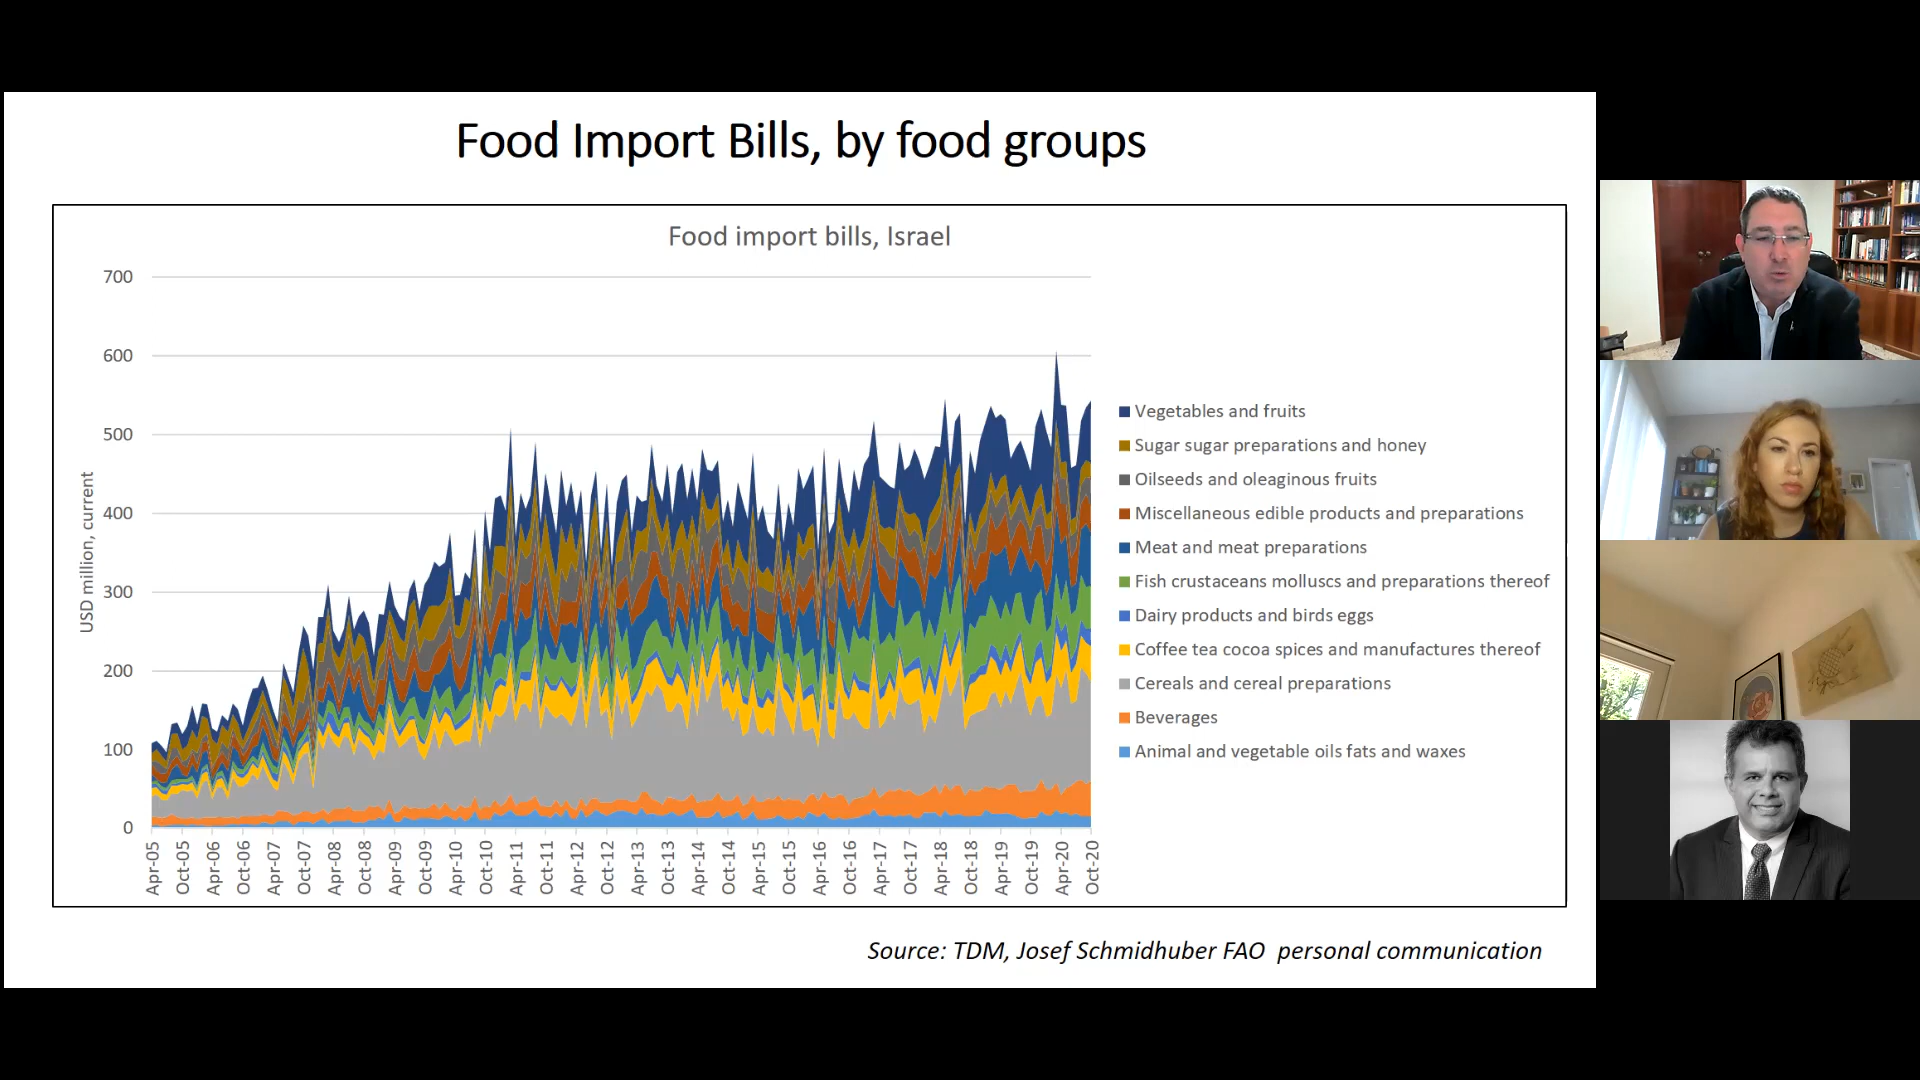 Food Import Bills, by food groups
Food import bills, Israel
USD million, current
700
600
500
400
300
200
100
0
Apr-05
Oct-05
Apr-06
Oct-06
Apr-07
Oct-07
Apr-08
Oct-08
Apr-09
Oct-09
Apr-10
Oct-10
Apr-11
Oct-11
Apr-12
Oct-12
Apr-13
Oct-13
Apr-14
Oct-14
Apr-15
Oct-15
Apr-16
Oct-16
Apr-17
Oct-17
Apr-18
Oct-18
Apr-19
Oct-19
Apr-20
Oct-20
Vegetables and fruits
Sugar sugar preparations and honey
Oilseeds and oleaginous fruits
Miscellaneous edible products and preparations
Meat and meat preparations
Fish crustaceans molluscs and preparations thereof
Dairy products and birds eggs
Coffee tea cocoa spices and manufactures thereof
Cereals and cereal preparations
Beverages
Animal and vegetable oils fats and waxes
Source: TDM, Josef Schmidhuber FAO personal communication